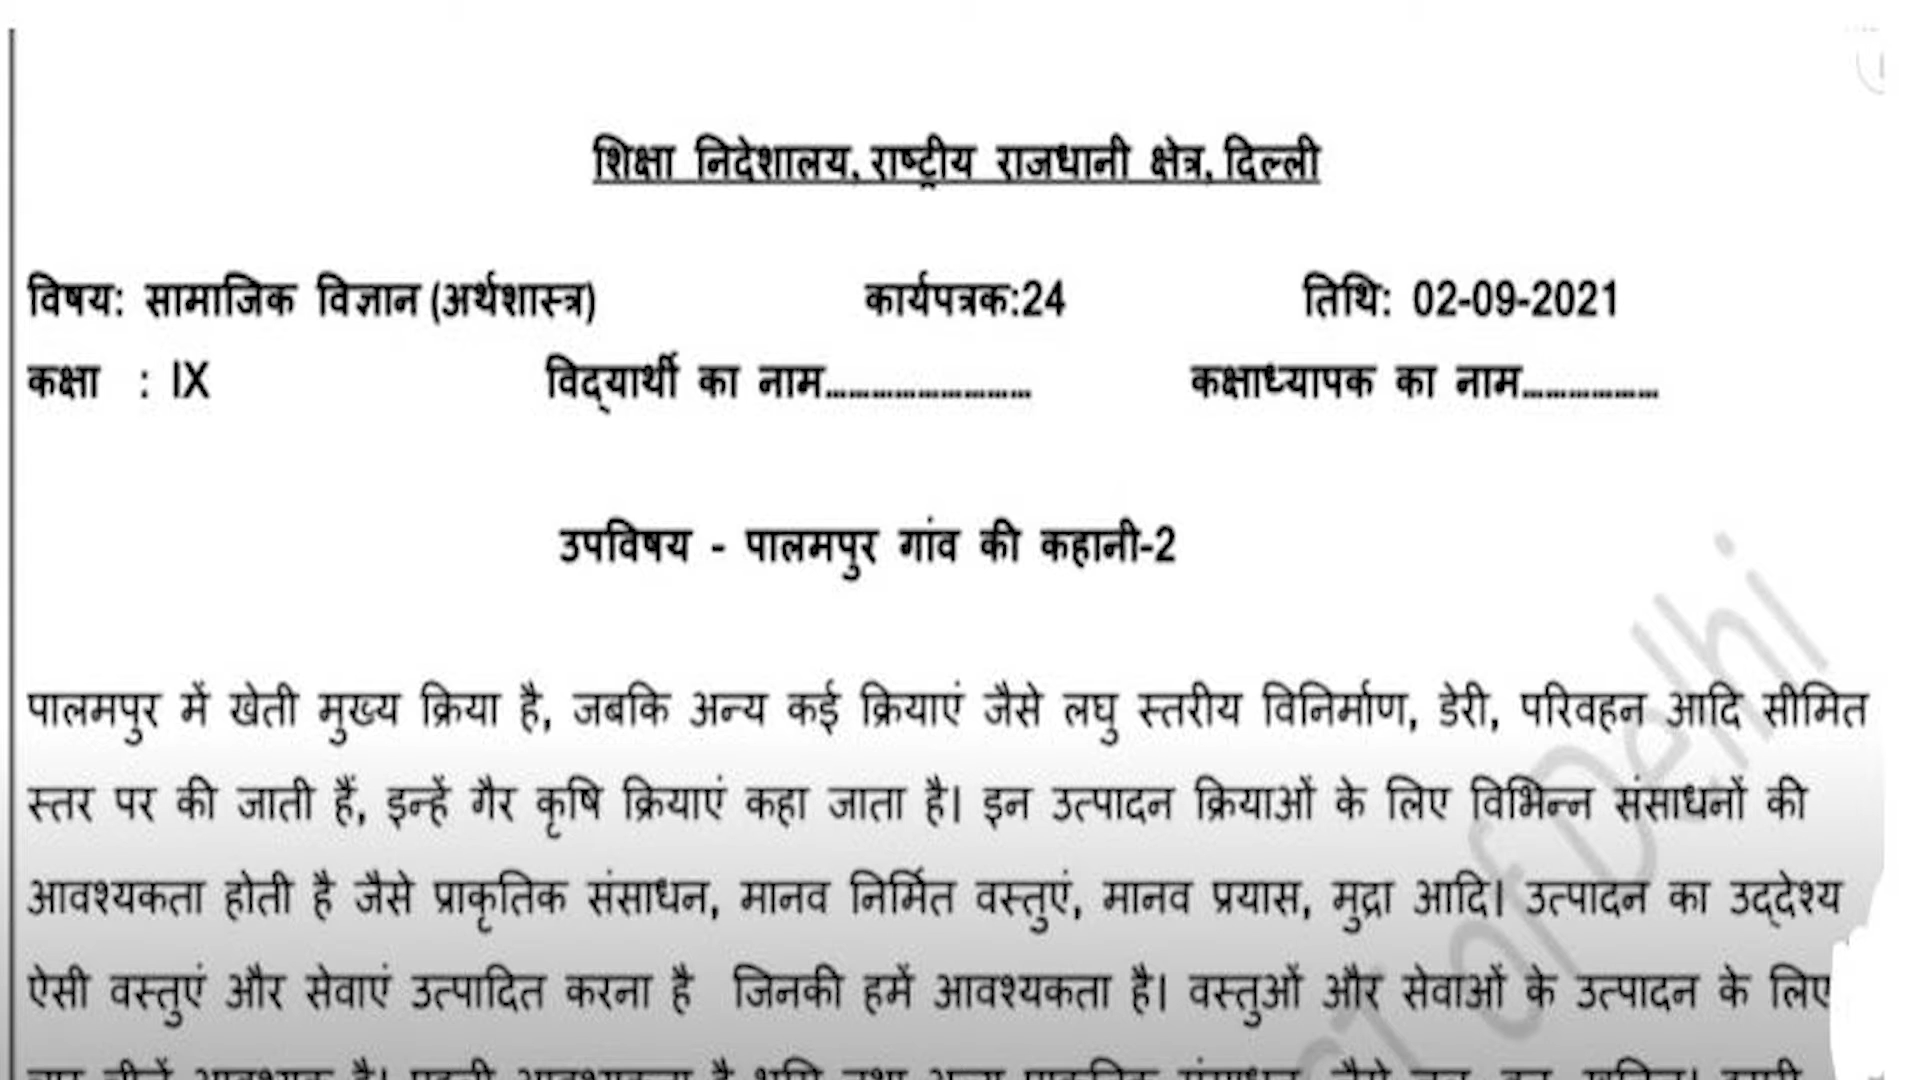 शिक्षा निदेशालय, राष्ट्रीय राजधानी क्षेत्र, दिल्ली
विषय: सामाजिक विज्ञान (अर्थशास्त्र) कार्यपत्रक:24 तिथि: 02-09-2021
कक्षा : IX विद्यार्थी का नाम........................... कक्षाध्यापक का नाम..................
उपविषय - पालमपुर गांव की कहानी-2
पालमपुर में खेती मुख्य क्रिया है, जबकि अन्य कई क्रियाएं जैसे लघु स्तरीय विनिर्माण, डेरी, परिवहन आदि सीमित
स्तर पर की जाती हैं, इन्हें गैर कृषि क्रियाएं कहा जाता है। इन उत्पादन क्रियाओं के लिए विभिन्न संसाधनों की
आवश्यकता होती है जैसे प्राकृतिक संसाधन, मानव निर्मित वस्तुएं, मानव प्रयास, मुद्रा आदि। उत्पादन का उद्देश्य
ऐसी वस्तुएं और सेवाएं उत्पादित करना है जिनकी हमें आवश्यकता है। वस्तुओं और सेवाओं के उत्पादन के लिए
of Delhi